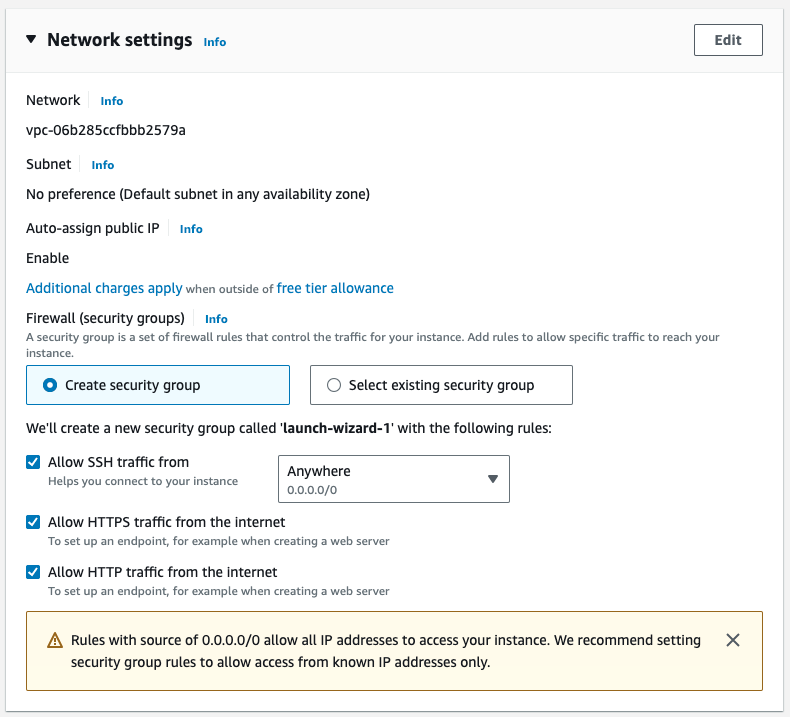 Network settings Info Edit
Network Info
vpc-06b285ccfbbb2579a
Subnet Info
No preference (Default subnet in any availability zone)
Auto-assign public IP Info
Enable
Additional charges apply when outside of free tier allowance
Firewall (security groups) Info
A security group is a set of firewall rules that control the traffic for your instance. Add rules to allow specific traffic to reach your
instance.
Create security group Select existing security group
We'll create a new security group called 'launch-wizard-1' with the following rules:
Allow SSH traffic from
Helps you connect to your instance
Anywhere
0.0.0.0/0
Allow HTTPS traffic from the internet
To set up an endpoint, for example when creating a web server
Allow HTTP traffic from the internet
To set up an endpoint, for example when creating a web server
Rules with source of 0.0.0.0/0 allow all IP addresses to access your instance. We recommend setting
security group rules to allow access from known IP addresses only.